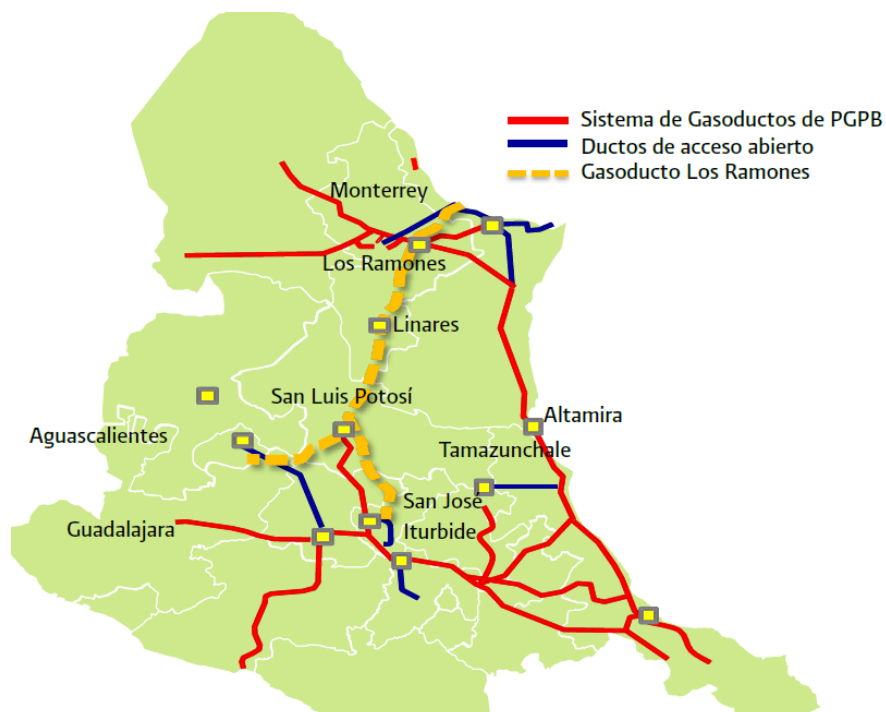 Sistema de Gasoductos de PGPB
Ductos de acceso abierto
Gasoducto Los Ramones
Monterrey
Los Ramones
Linares
San Luis Potosí
Altamira
Aguascalientes
Tamazunchale
San José
Iturbide
Guadalajara